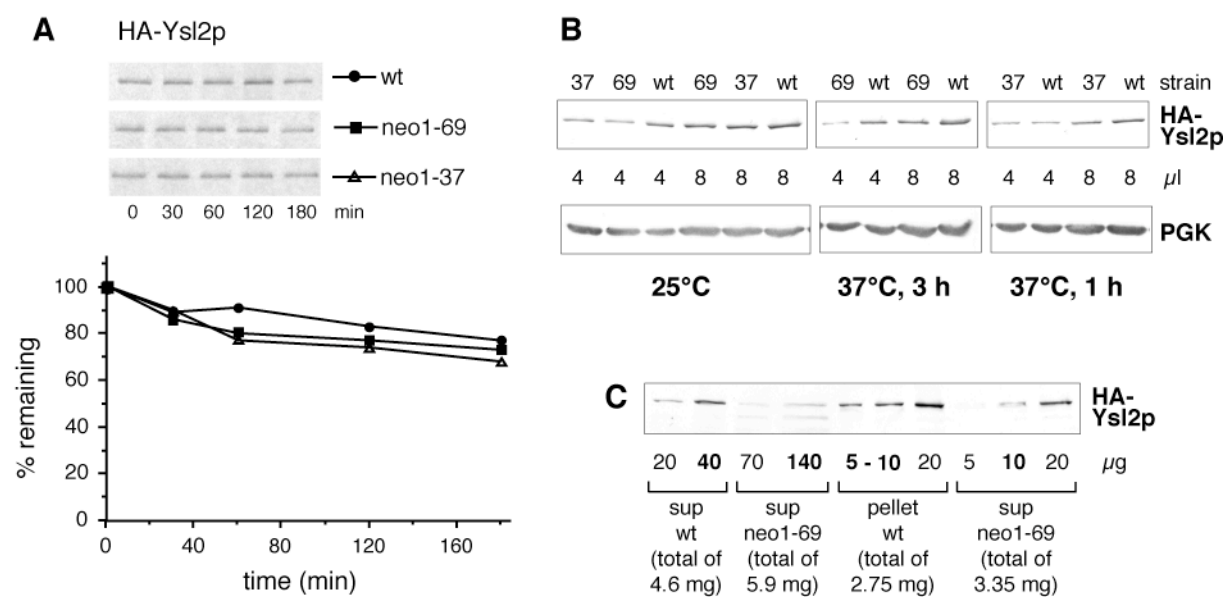 A
HA-Ysl2p
wt
neo1-69
neo1-37
0 30 60 120 180 min
100
80
60
40
20
0
% remaining
0 40 80 120 160
time (min)
B
37 69 wt 69 37 wt 69 wt 69 wt 37 wt 37 wt strain
HA-
Ysl2p
4 4 4 8 8 8 4 4 8 8 4 4 8 8 µl
PGK
25°C 37°C, 3 h 37°C, 1 h
C
HA-
Ysl2p
20 40 70 140 5 - 10 20 5 10 20 µg
sup sup pellet sup
wt neo1-69 wt neo1-69
(total of (total of (total of (total of
4.6 mg) 5.9 mg) 2.75 mg) 3.35 mg)